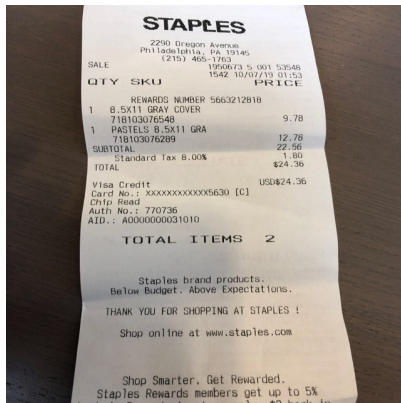 STAPLES
2290 Oregon Avenue
Philadelphia, PA 19145
(215) 465-1763
SALE 1950673 5 001 53548
1542 10/07/19 01:53
QTY SKU PRICE
REWARDS NUMBER 5663212818
1 8.5X11 GRAY COVER
718103076548 9.78
1 PASTELS 8.5X11 GRA
718103076289 12.78
SUBTOTAL 22.56
Standard Tax 8.00% 1.80
TOTAL $24.36
Visa Credit USD$24.36
Card No.: XXXXXXXXXXXX5630 [C]
Chip Read
Auth No.: 770736
AID.: A0000000031010
TOTAL ITEMS 2
Staples brand products.
Below Budget. Above Expectations.
THANK YOU FOR SHOPPING AT STAPLES !
Shop online at www.staples.com
Shop Smarter. Get Rewarded.
Staples Rewards members get up to 5%